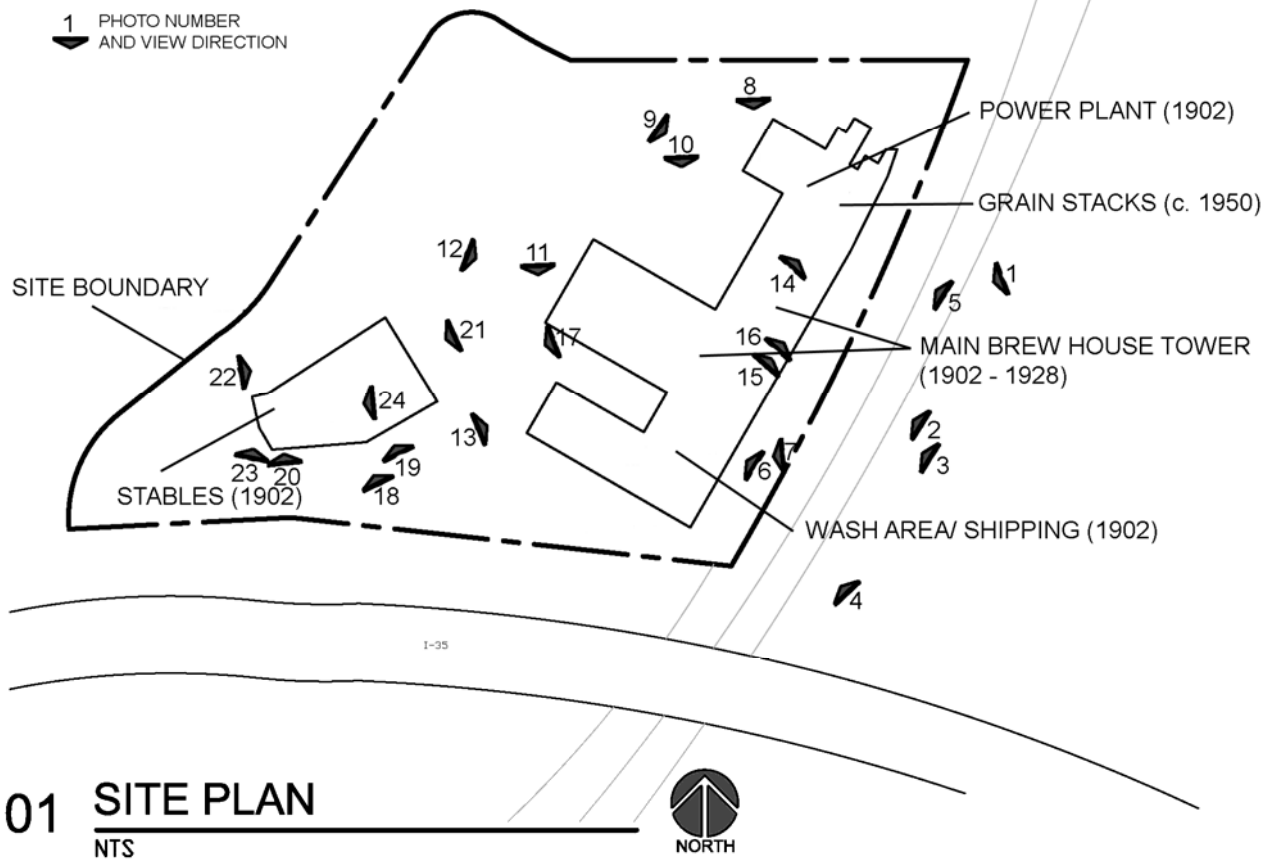 1 PHOTO NUMBER
AND VIEW DIRECTION
8
POWER PLANT (1902)
9
10
GRAIN STACKS (c. 1950)
12
11
14
1
5
SITE BOUNDARY
21
17
16
15
MAIN BREW HOUSE TOWER
(1902 - 1928)
22
24
13
2
3
19
6
7
23
20
18
STABLES (1902)
WASH AREA/ SHIPPING (1902)
4
I-35
01 SITE PLAN
NTS
NORTH